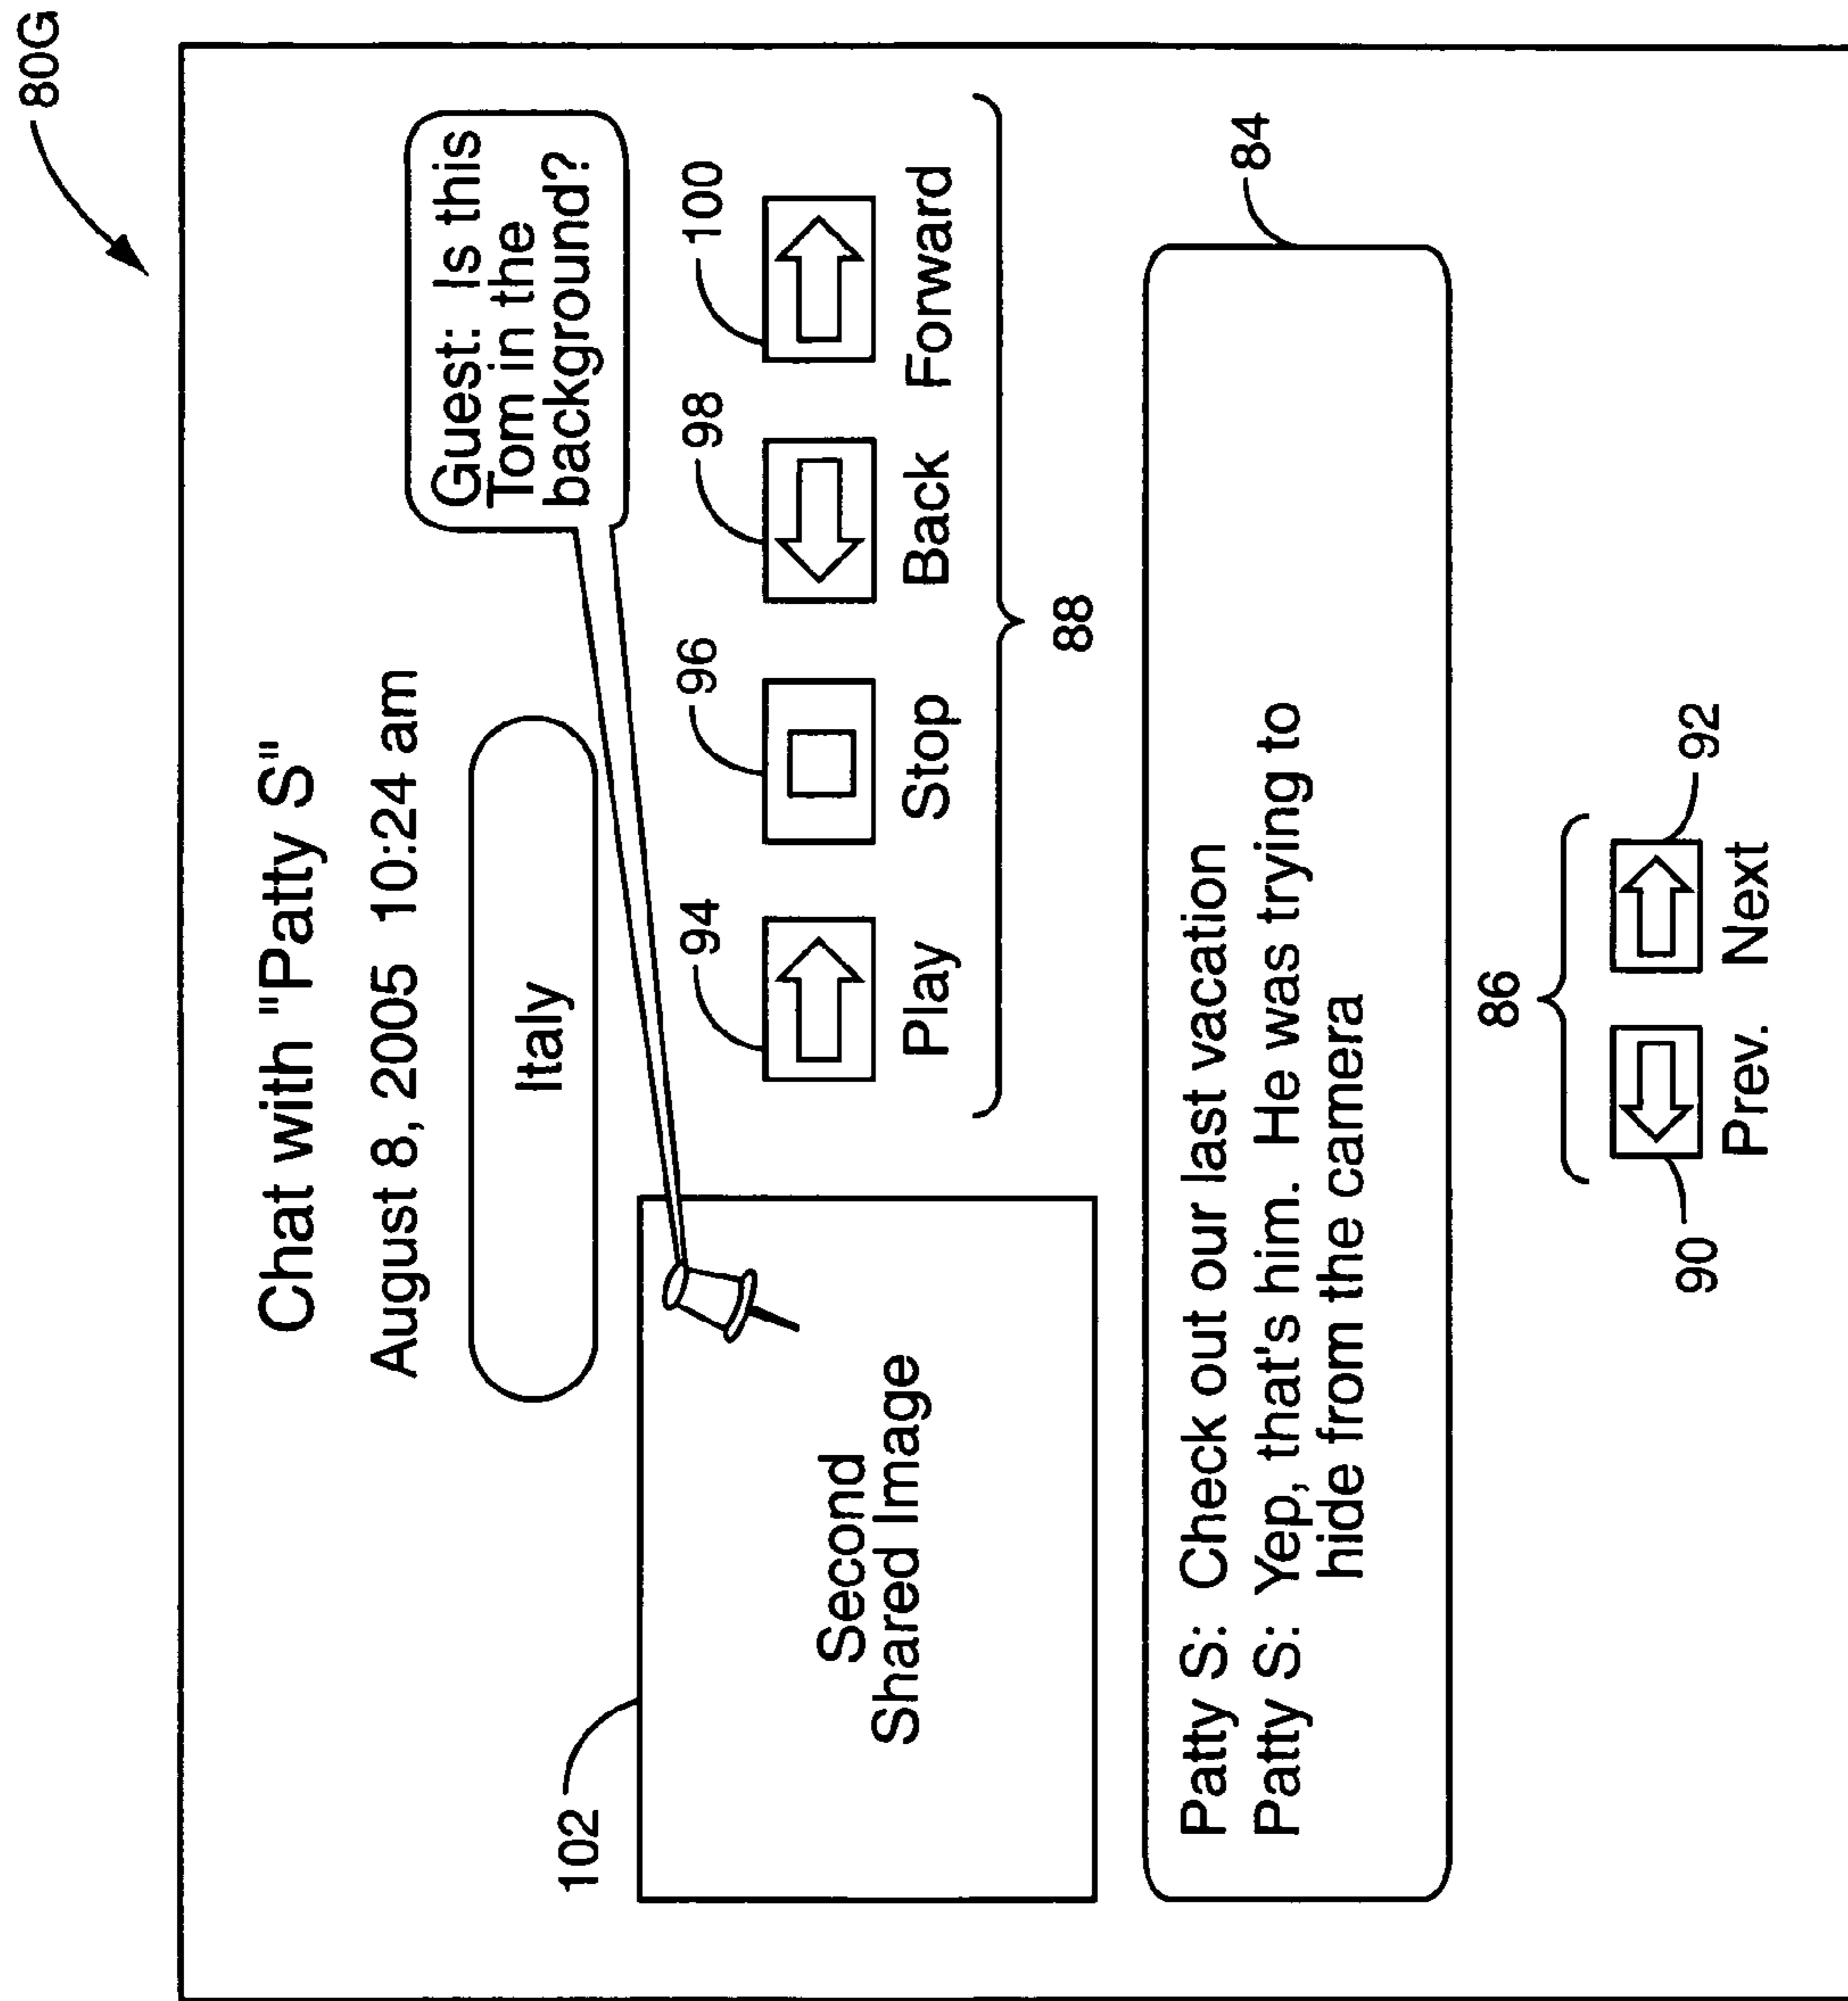 80G
Chat with "Patty S"
August 8, 2005 10:24 am
Italy
Guest: Is this
Tom in the
background?
102
Second
Shared Image
94
96
98
100
Play
Stop
Back
Forward
88
84
Patty S: Check out our last vacation
Patty S: Yep, that's him. He was trying to
hide from the camera
86
90
92
Prev.
Next